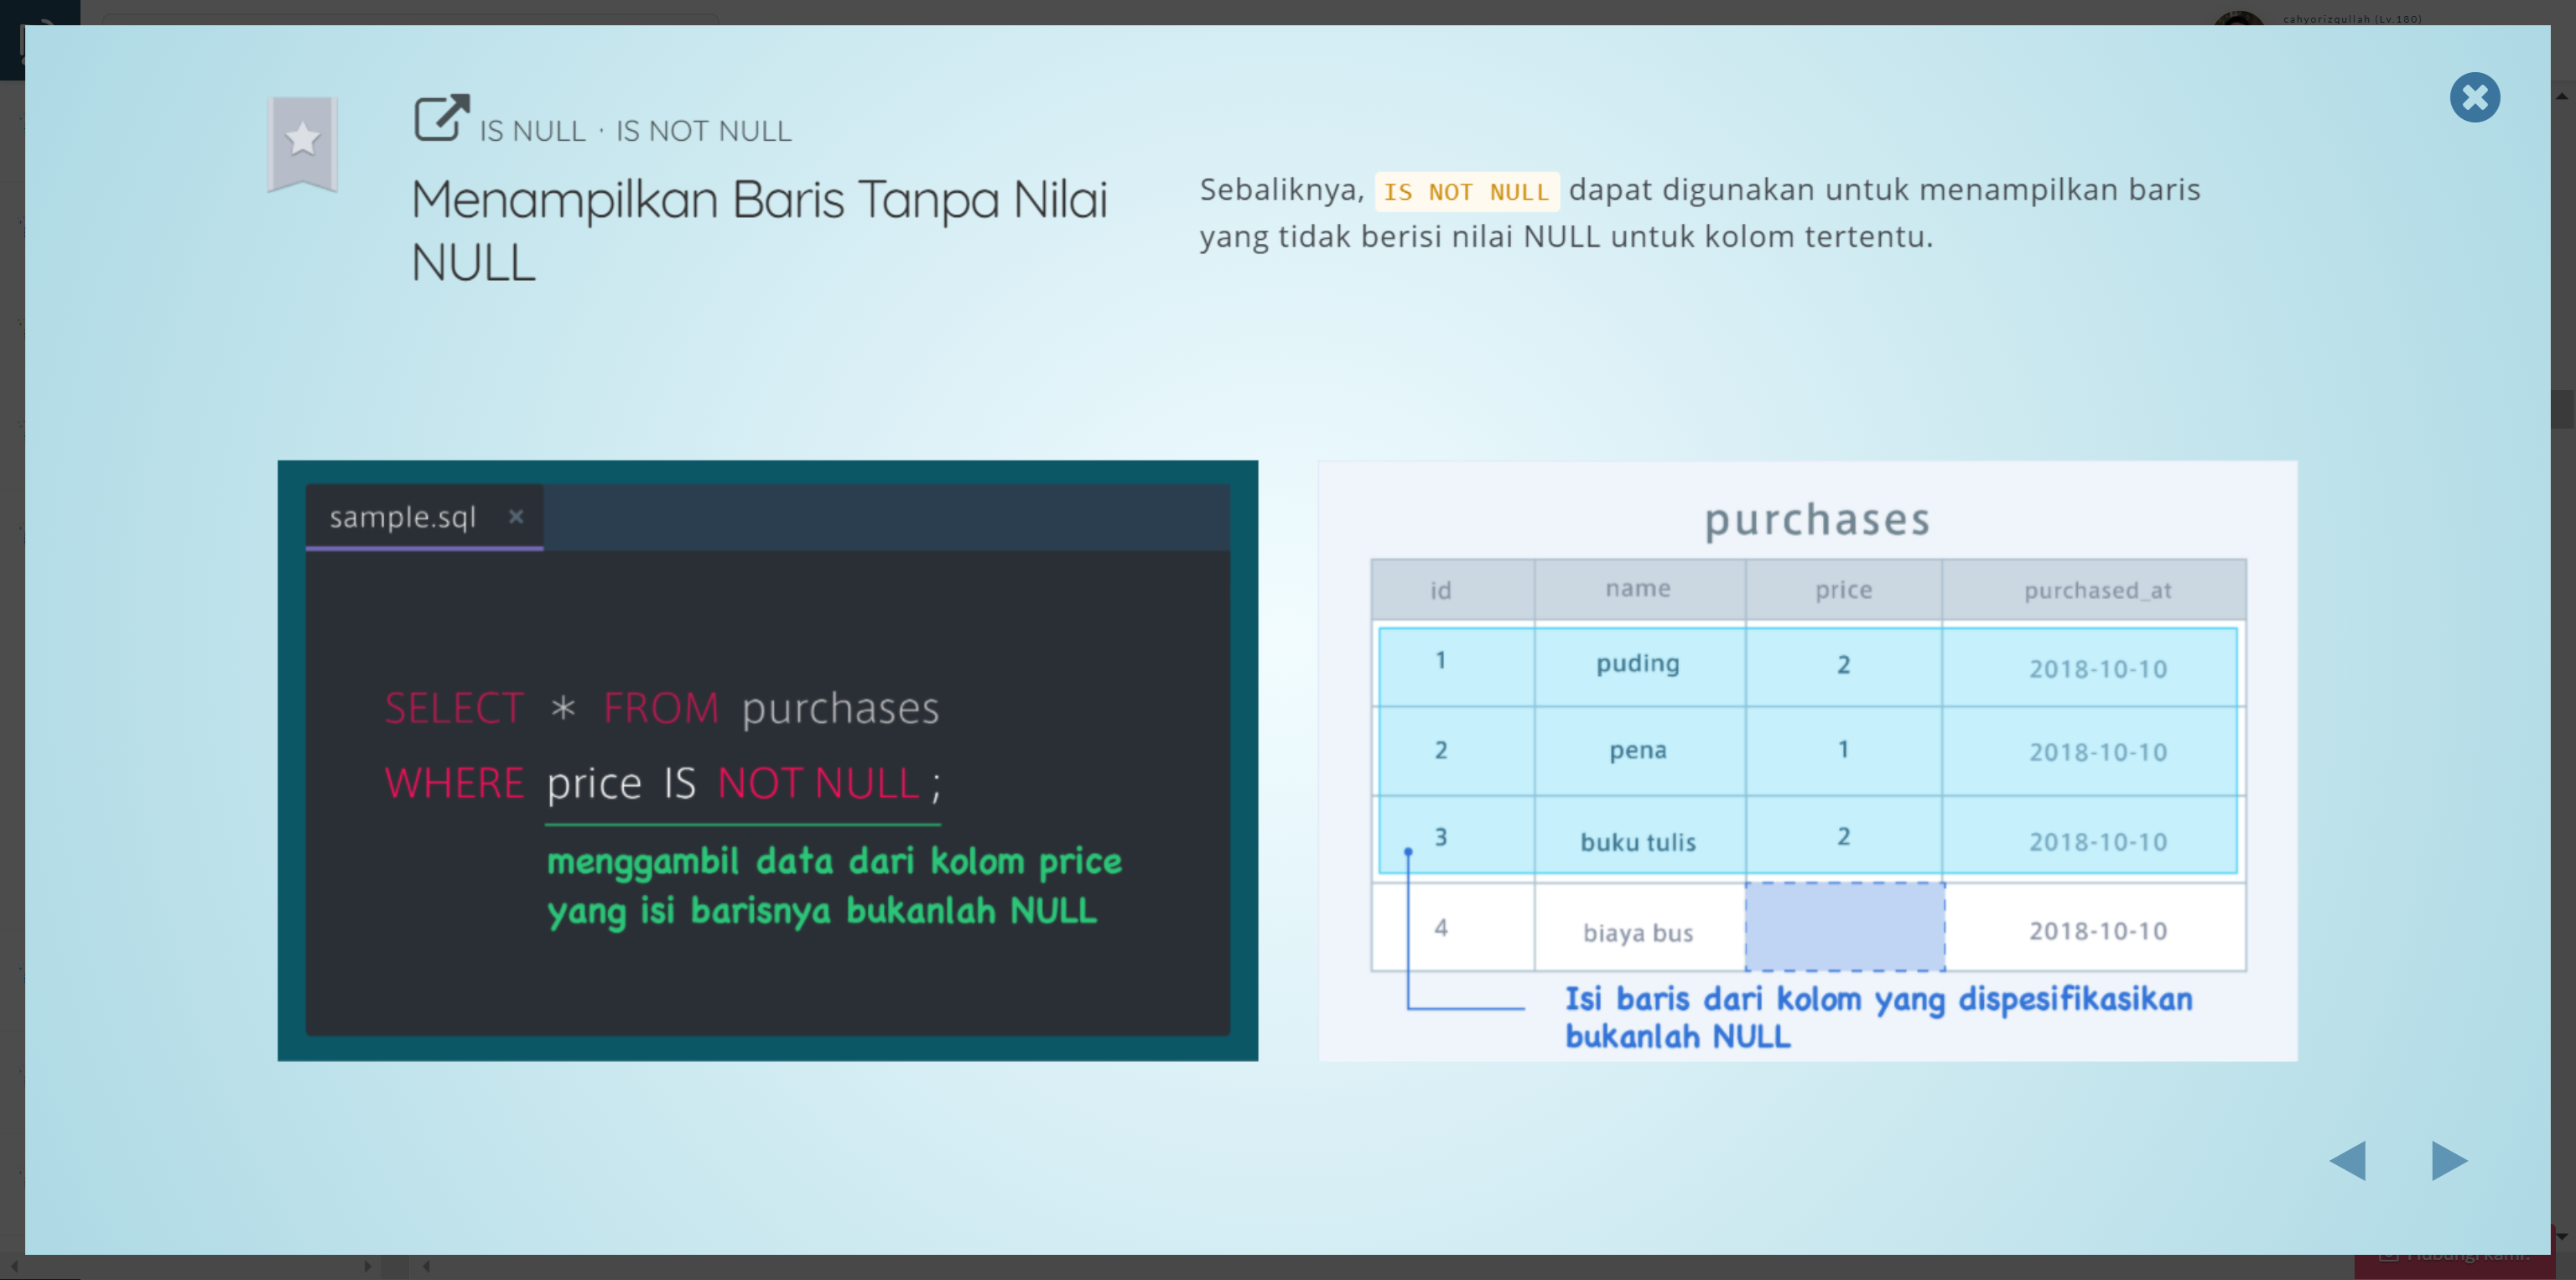 cahyorizqullah (Lv.180)
IS NULL · IS NOT NULL
Menampilkan Baris Tanpa Nilai
NULL
Sebaliknya, IS NOT NULL dapat digunakan untuk menampilkan baris
yang tidak berisi nilai NULL untuk kolom tertentu.
sample.sql ×
SELECT * FROM purchases
WHERE price IS NOT NULL ;
menggambil data dari kolom price
yang isi barisnya bukanlah NULL
purchases
id name price purchased_at
1 puding 2 2018-10-10
2 pena 1 2018-10-10
3 buku tulis 2 2018-10-10
4 biaya bus 2018-10-10
Isi baris dari kolom yang dispesifikasikan
bukanlah NULL